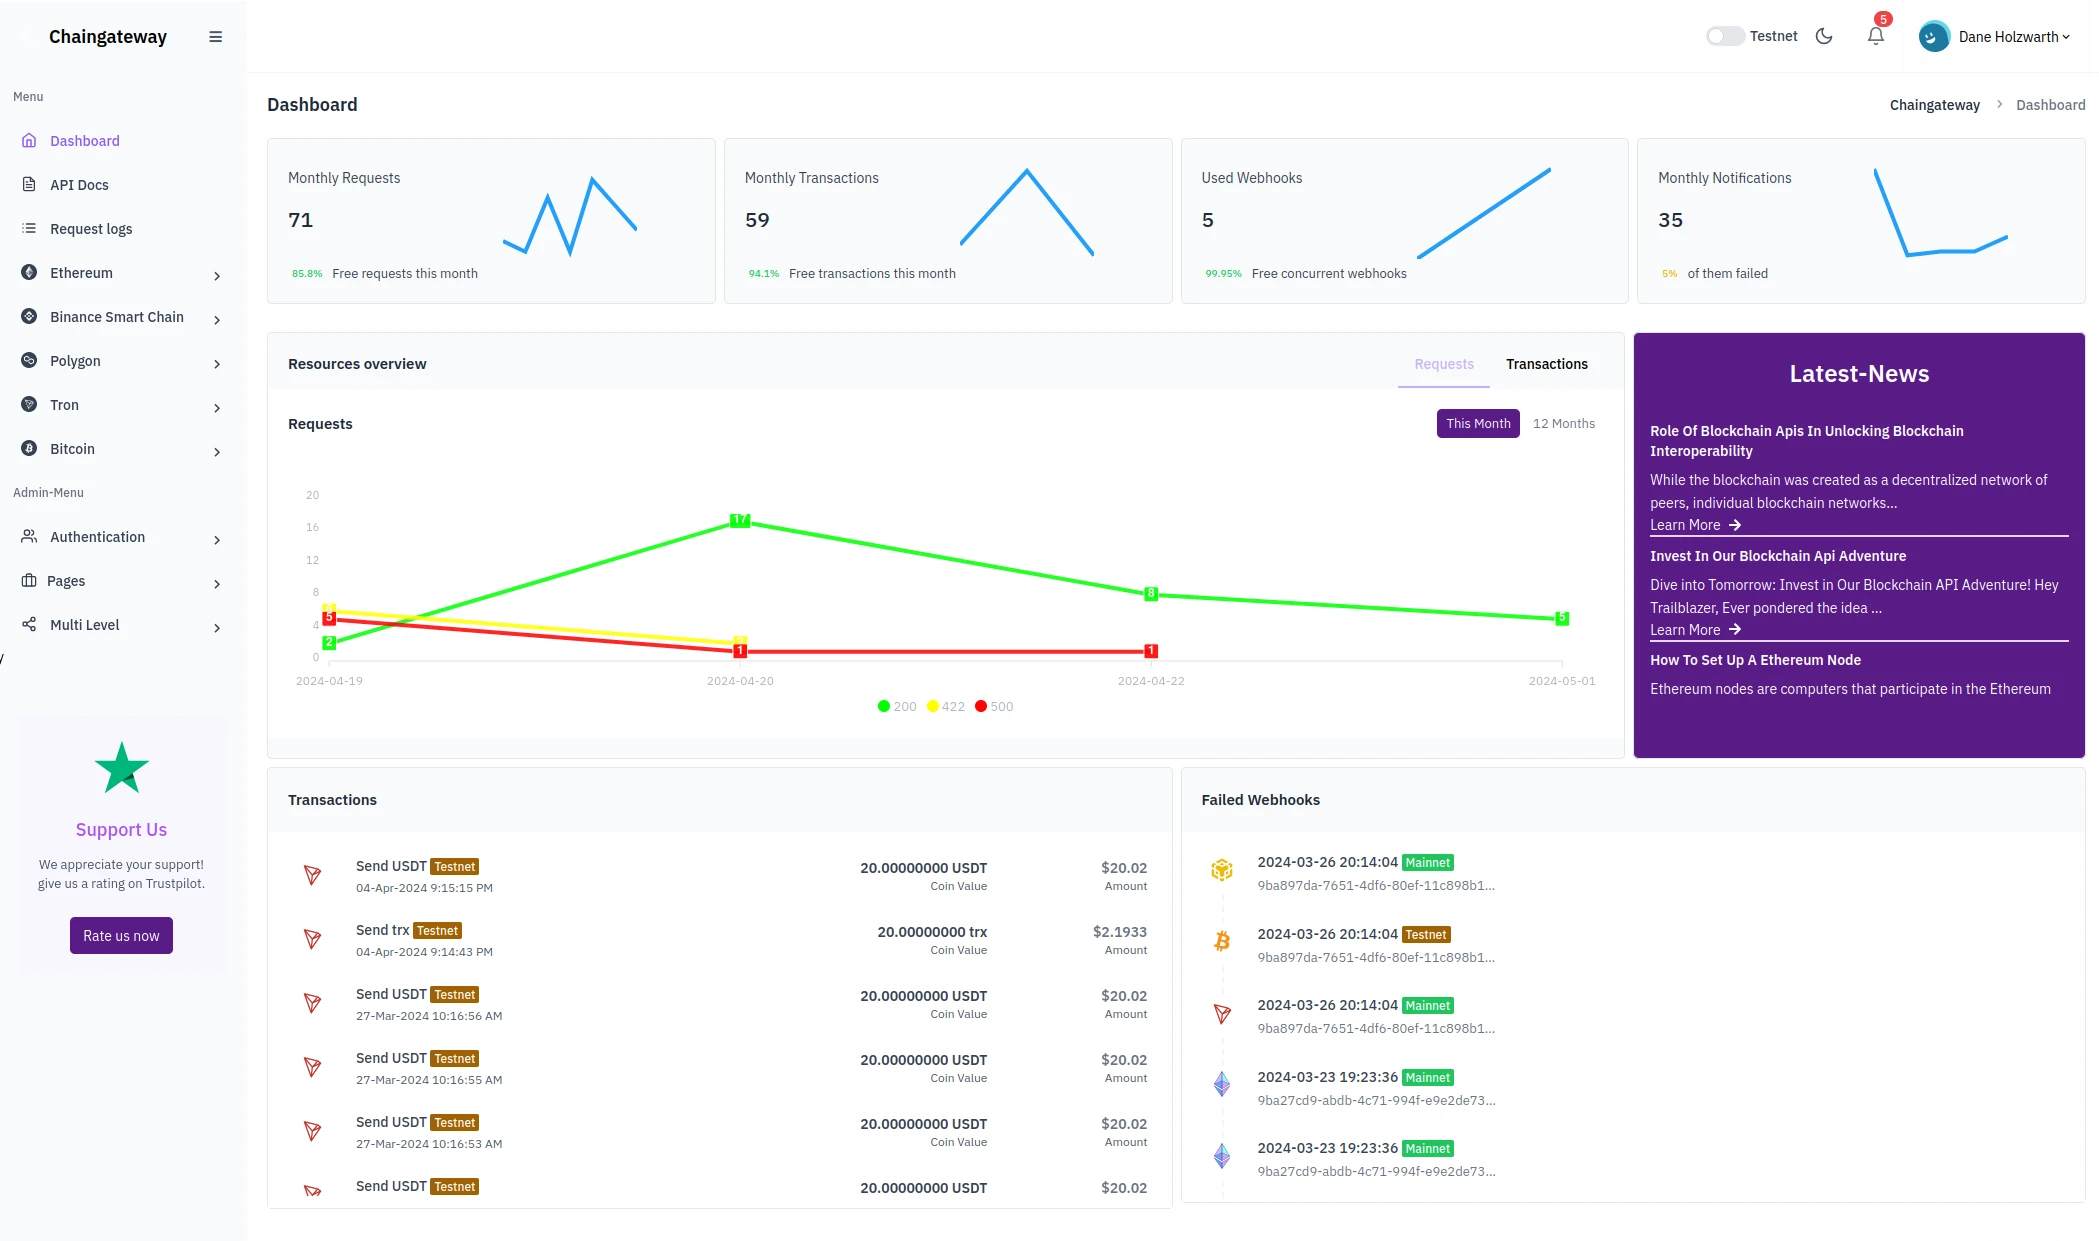 Chaingateway
Testnet
5
Dane Holzwarth
Menu
Dashboard
API Docs
Request logs
Ethereum
Binance Smart Chain
Polygon
Tron
Bitcoin
Admin-Menu
Authentication
Pages
Multi Level
/
Support Us
We appreciate your support!
give us a rating on Trustpilot.
Rate us now
Dashboard
Chaingateway > Dashboard
Monthly Requests
71
85.8% Free requests this month
Monthly Transactions
59
94.1% Free transactions this month
Used Webhooks
5
99.95% Free concurrent webhooks
Monthly Notifications
35
5% of them failed
Resources overview
Requests Transactions
Requests
This Month 12 Months
20
16
12
8
4
0
17
8
5
5
2
1
1
2024-04-19 2024-04-20 2024-04-22 2024-05-01
200 422 500
Latest-News
Role Of Blockchain Apis In Unlocking Blockchain
Interoperability
While the blockchain was created as a decentralized network of
peers, individual blockchain networks...
Learn More →
Invest In Our Blockchain Api Adventure
Dive into Tomorrow: Invest in Our Blockchain API Adventure! Hey
Trailblazer, Ever pondered the idea ...
Learn More →
How To Set Up A Ethereum Node
Ethereum nodes are computers that participate in the Ethereum
Transactions
Send USDT Testnet 20.00000000 USDT $20.02
04-Apr-2024 9:15:15 PM Coin Value Amount
Send trx Testnet 20.00000000 trx $2.1933
04-Apr-2024 9:14:43 PM Coin Value Amount
Send USDT Testnet 20.00000000 USDT $20.02
27-Mar-2024 10:16:56 AM Coin Value Amount
Send USDT Testnet 20.00000000 USDT $20.02
27-Mar-2024 10:16:55 AM Coin Value Amount
Send USDT Testnet 20.00000000 USDT $20.02
27-Mar-2024 10:16:53 AM Coin Value Amount
Send USDT Testnet 20.00000000 USDT $20.02
Failed Webhooks
2024-03-26 20:14:04 Mainnet
9ba897da-7651-4df6-80ef-11c898b1...
2024-03-26 20:14:04 Testnet
9ba897da-7651-4df6-80ef-11c898b1...
2024-03-26 20:14:04 Mainnet
9ba897da-7651-4df6-80ef-11c898b1...
2024-03-23 19:23:36 Mainnet
9ba27cd9-abdb-4c71-994f-e9e2de73...
2024-03-23 19:23:36 Mainnet
9ba27cd9-abdb-4c71-994f-e9e2de73...